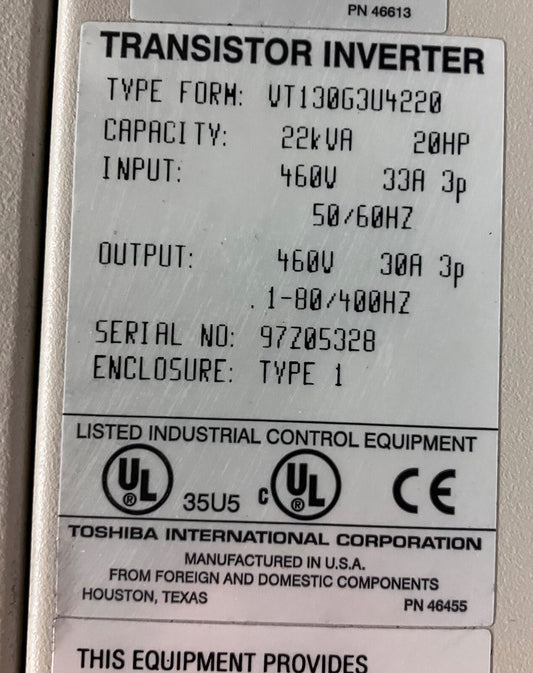 PN 46613
TRANSISTOR INVERTER
TYPE FORM: VT130G3U4220
CAPACITY: 22kVA 20HP
INPUT: 460V 33A 3p
50/60HZ
OUTPUT: 460V 30A 3p
.1-80/400HZ
SERIAL NO: 97Z05328
ENCLOSURE: TYPE 1
LISTED INDUSTRIAL CONTROL EQUIPMENT
UL ® 35U5 c UL ® CE
TOSHIBA INTERNATIONAL CORPORATION
MANUFACTURED IN U.S.A.
FROM FOREIGN AND DOMESTIC COMPONENTS
HOUSTON, TEXAS PN 46455
THIS EQUIPMENT PROVIDES